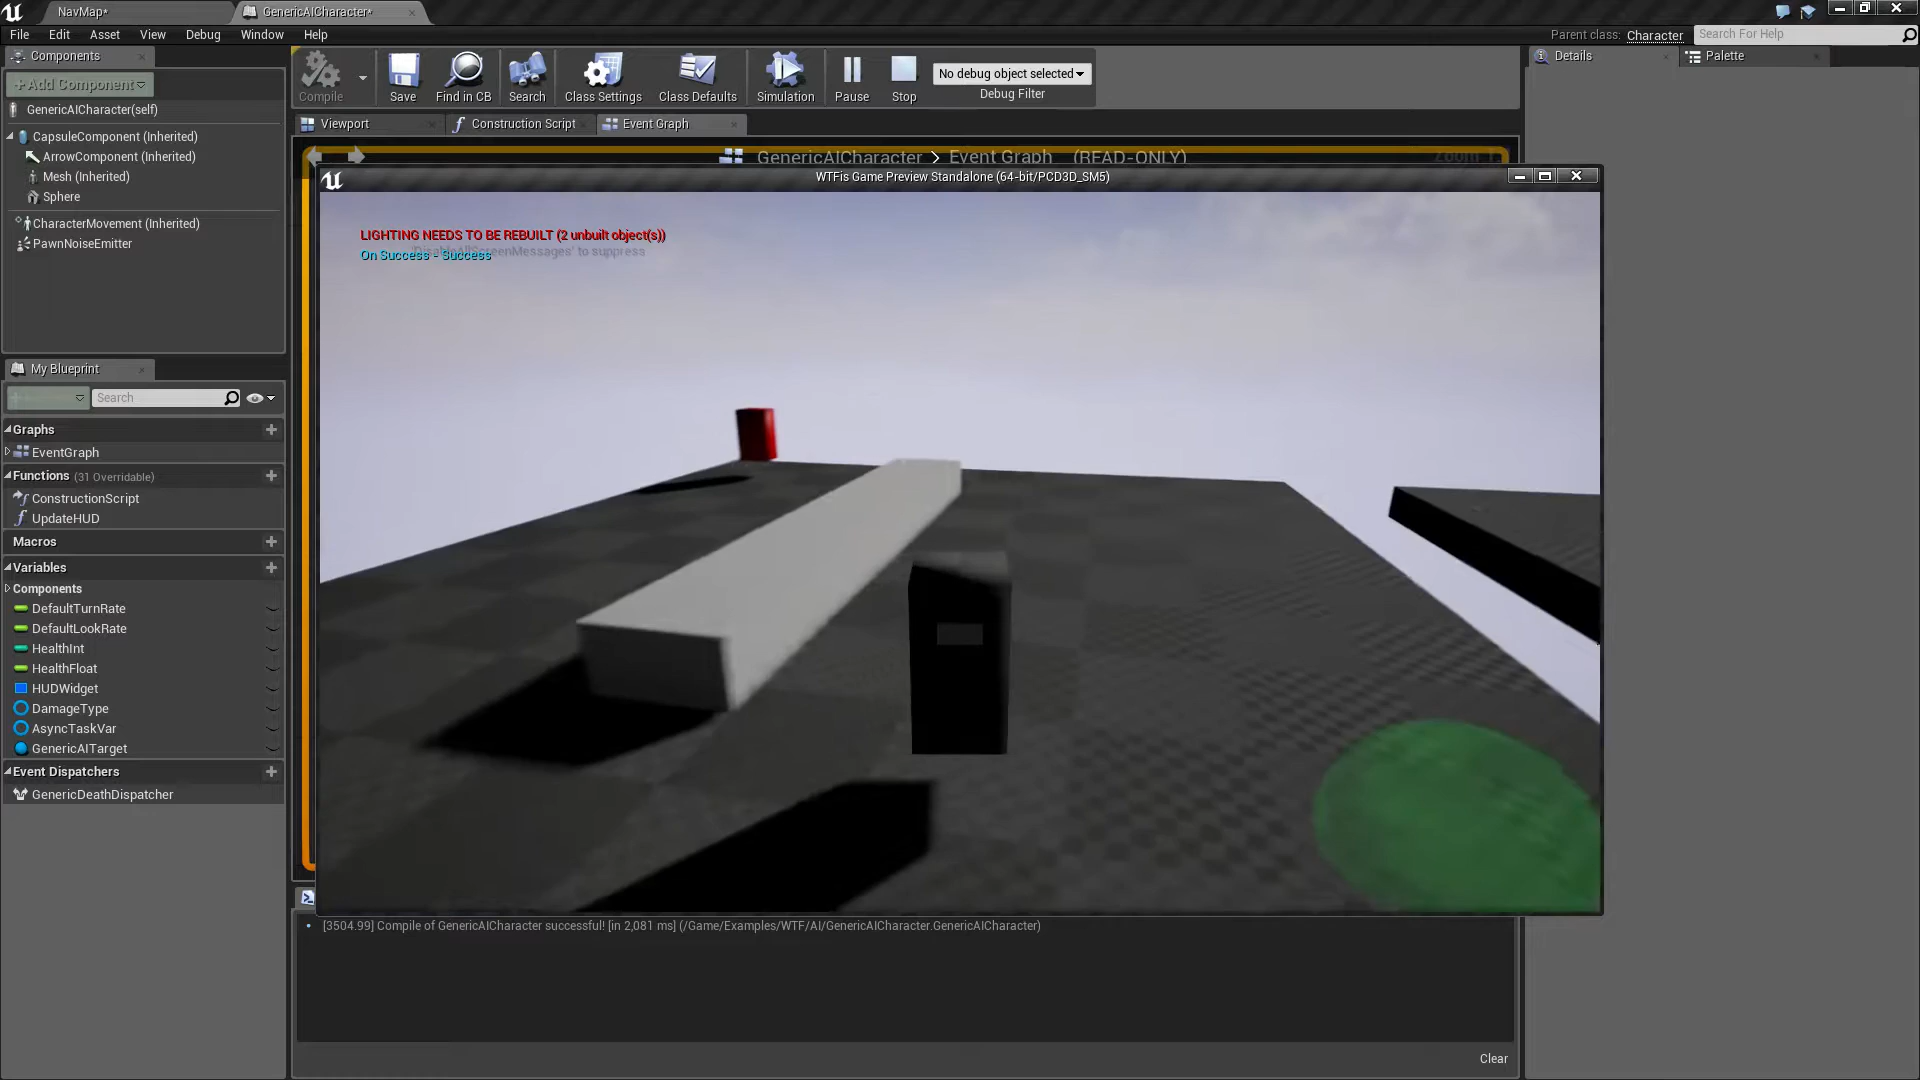 NavMap*
GenericAICharacter*
File Edit Asset View Debug Window Help
Parent class: Character
Search For Help
Components
+Add Component
GenericAICharacter(self)
CapsuleComponent (Inherited)
ArrowComponent (Inherited)
Mesh (Inherited)
Sphere
CharacterMovement (Inherited)
PawnNoiseEmitter
Compile
Save
Find in CB
Search
Class Settings
Class Defaults
Simulation
Pause
Stop
No debug object selected
Debug Filter
Details
Palette
Viewport
Construction Script
Event Graph
GenericAICharacter > Event Graph (READ-ONLY)
WTFis Game Preview Standalone (64-bit/PCD3D_SM5)
LIGHTING NEEDS TO BE REBUILT (2 unbuilt object(s))
'DisableAllScreenMessages' to suppress
On Success - Success
My Blueprint
Search
Graphs
EventGraph
Functions (31 Overridable)
ConstructionScript
UpdateHUD
Macros
Variables
Components
DefaultTurnRate
DefaultLookRate
HealthInt
HealthFloat
HUDWidget
DamageType
AsyncTaskVar
GenericAITarget
Event Dispatchers
GenericDeathDispatcher
[3504.99] Compile of GenericAICharacter successful! [in 2,081 ms] (/Game/Examples/WTF/AI/GenericAICharacter.GenericAICharacter)
Clear